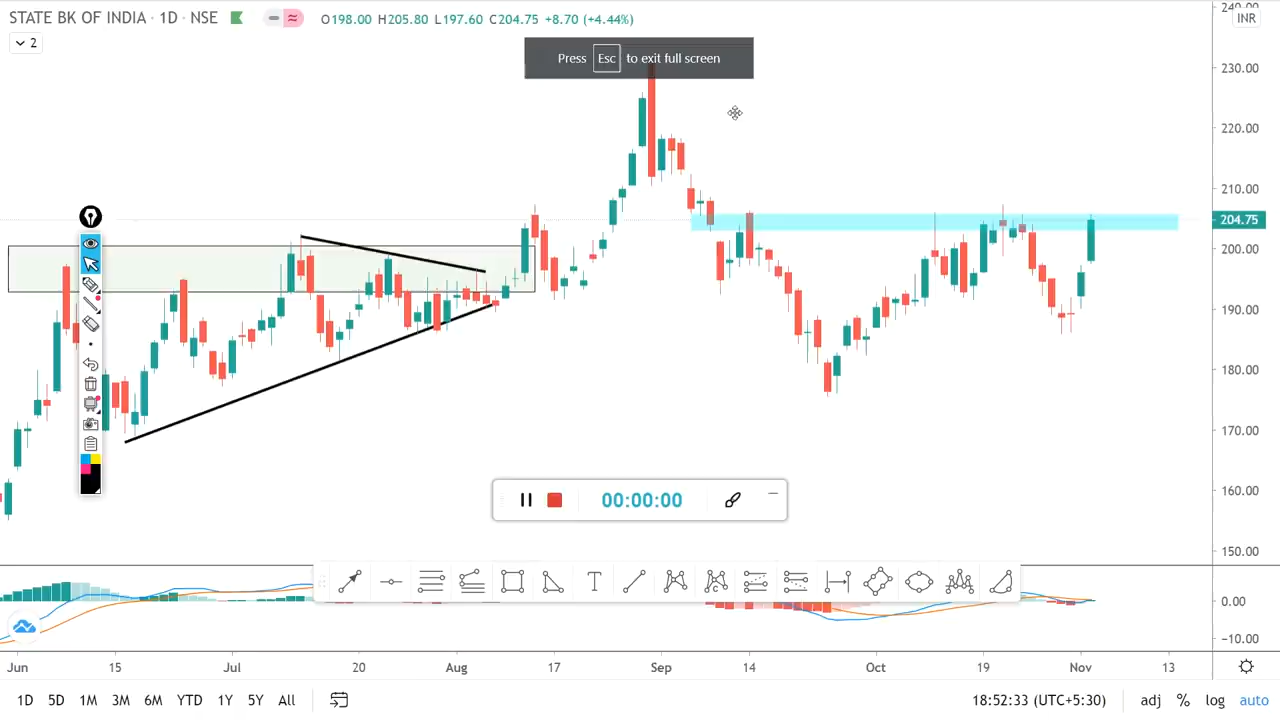 STATE BK OF INDIA · 1D · NSE
O198.00 H205.80 L197.60 C204.75 +8.70 (+4.44%)
INR
2
Press Esc to exit full screen
240.00
230.00
220.00
210.00
204.75
200.00
190.00
180.00
170.00
160.00
150.00
00:00:00
T
0.00
−10.00
Jun 15 Jul 20 Aug 17 Sep 14 Oct 19 Nov 13
1D 5D 1M 3M 6M YTD 1Y 5Y All
18:52:33 (UTC+5:30) adj % log auto